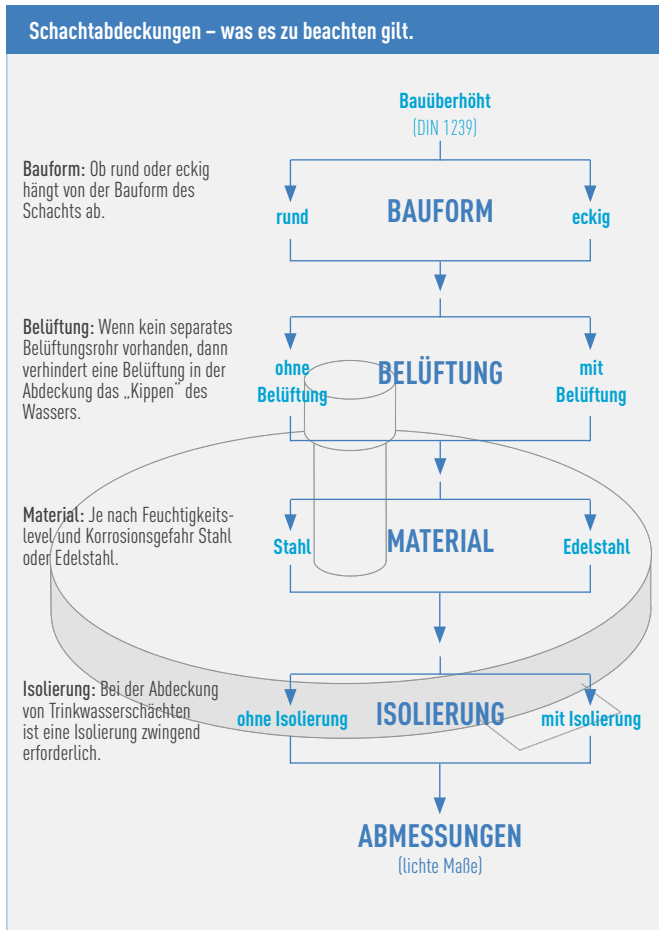 Schachtabdeckungen – was es zu beachten gilt.
Bauüberhöht
(DIN 1239)
Bauform: Ob rund oder eckig
hängt von der Bauform des
Schachts ab.
rund
BAUFORM
eckig
Belüftung: Wenn kein separates
Belüftungsrohr vorhanden, dann
verhindert eine Belüftung in der
Abdeckung das „Kippen“ des
Wassers.
ohne
Belüftung
BELÜFTUNG
mit
Belüftung
Material: Je nach Feuchtigkeits-
level und Korrosionsgefahr Stahl
oder Edelstahl.
Stahl
MATERIAL
Edelstahl
Isolierung: Bei der Abdeckung
von Trinkwasserschächten
ist eine Isolierung zwingend
erforderlich.
ohne Isolierung
ISOLIERUNG
mit Isolierung
ABMESSUNGEN
(lichte Maße)